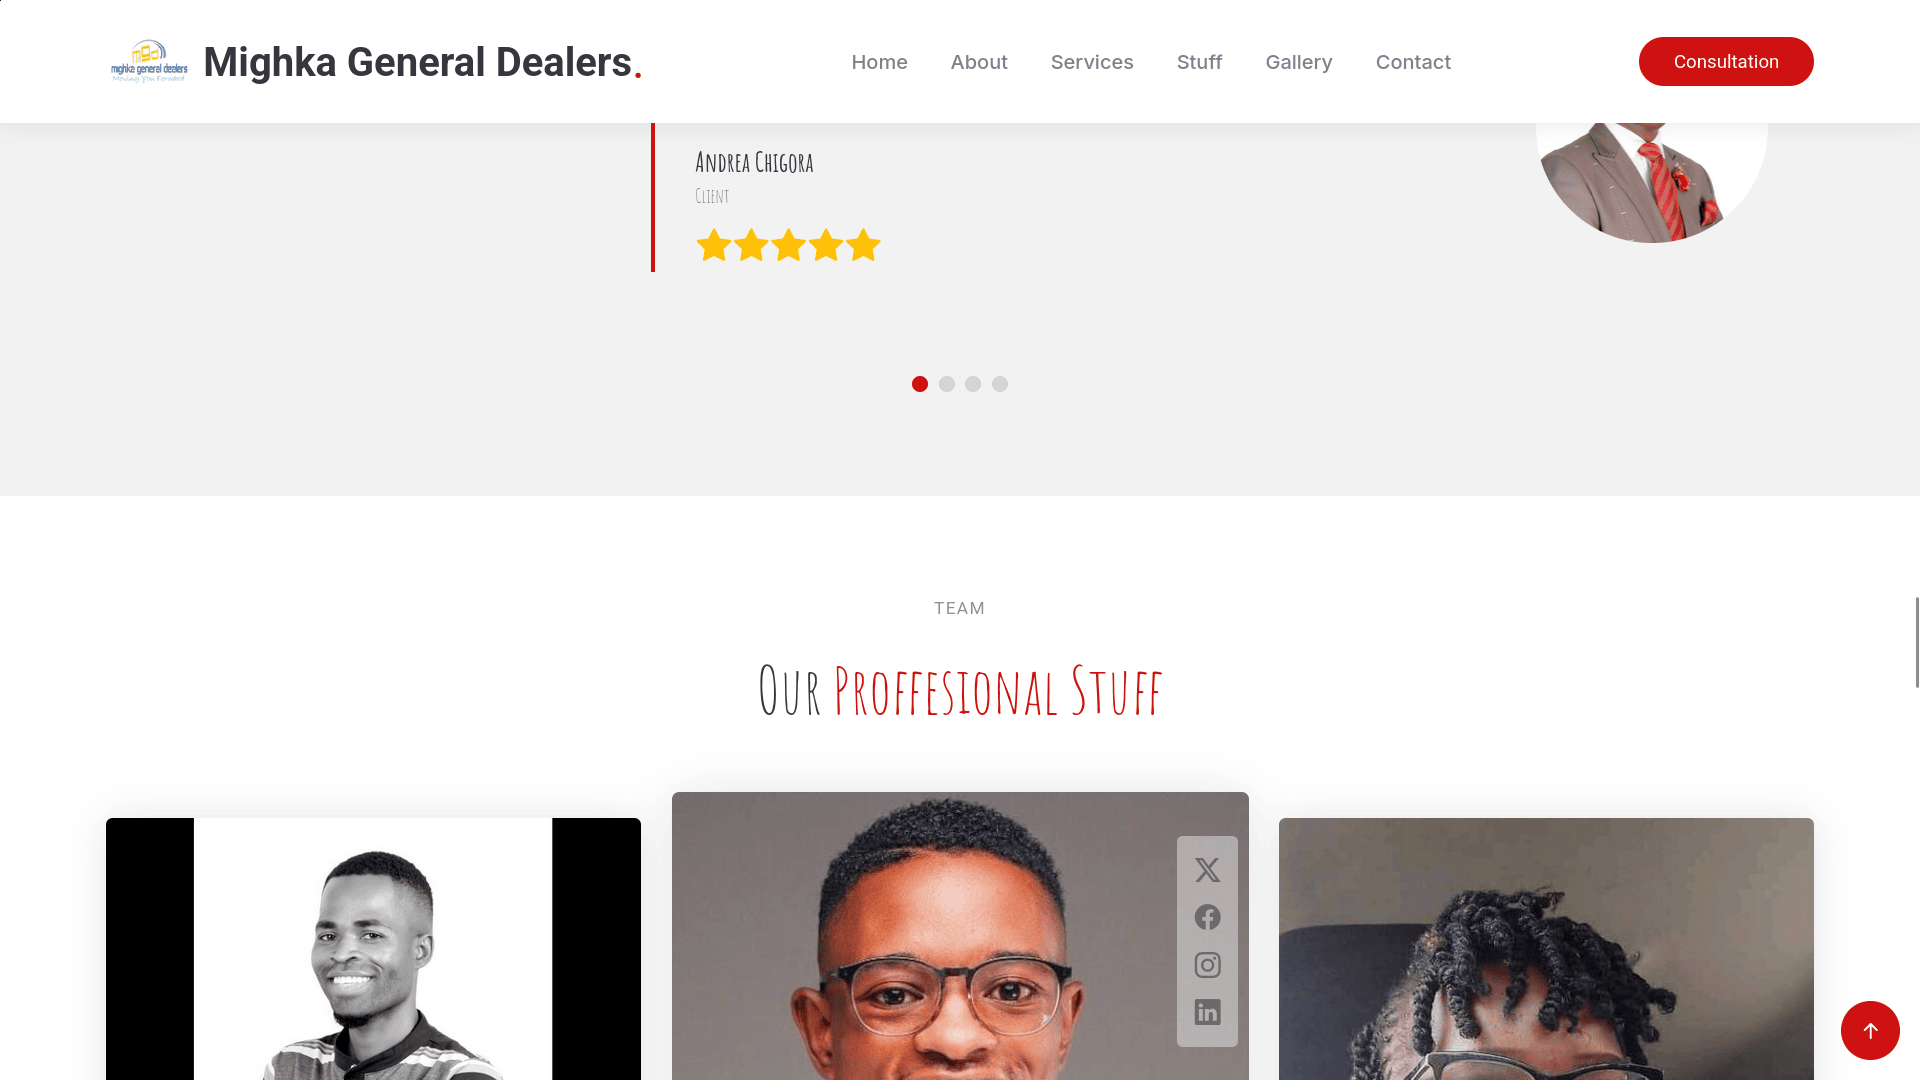 mighka general dealers
Moving You Forward
Mighka General Dealers.
Home
About
Services
Stuff
Gallery
Contact
Consultation
Andrea Chigora
Client
TEAM
Our Proffesional Stuff